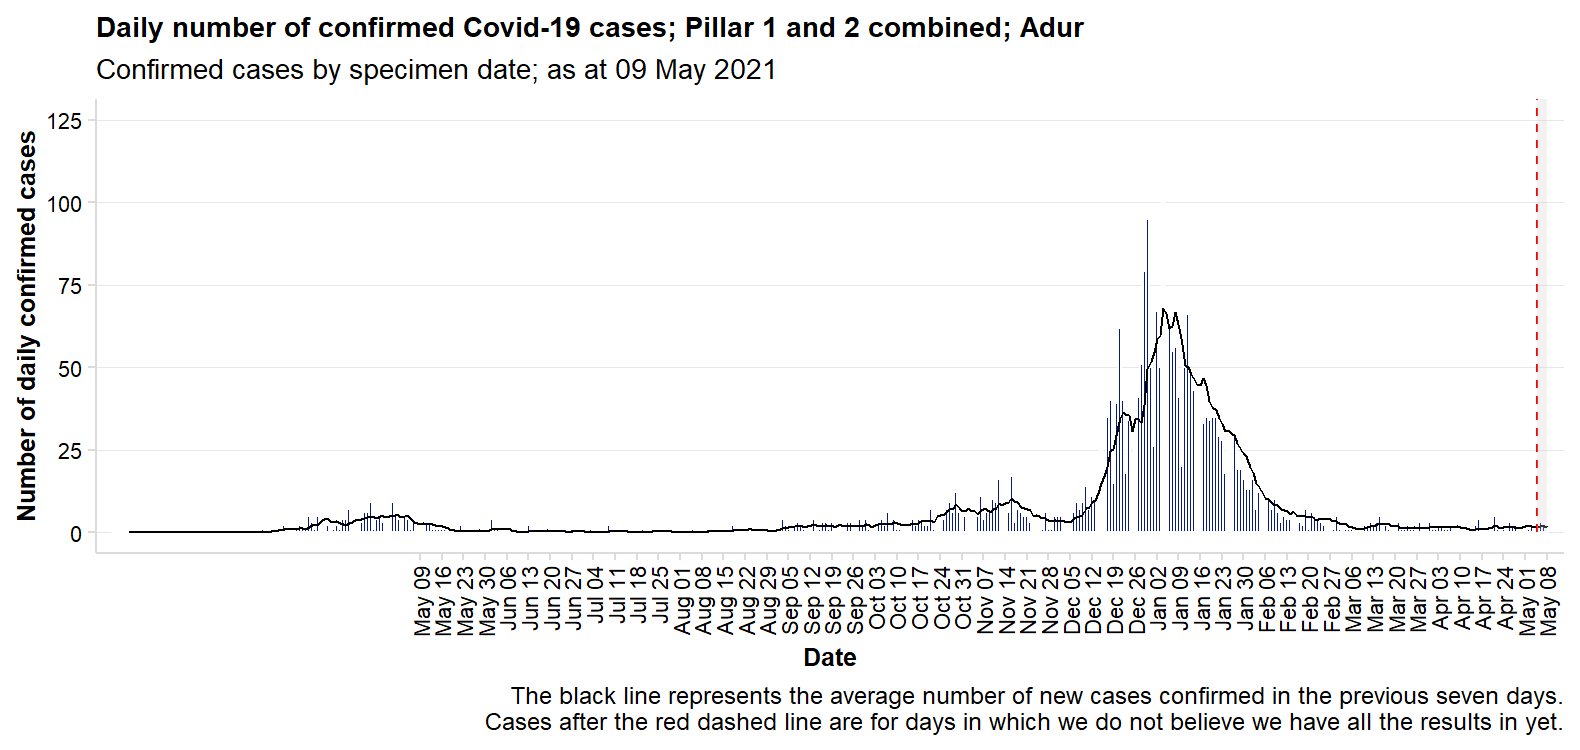 Daily number of confirmed Covid-19 cases; Pillar 1 and 2 combined; Adur
Confirmed cases by specimen date; as at 09 May 2021
Number of daily confirmed cases
125
100
75
50
25
0
May 09
May 16
May 23
May 30
Jun 06
Jun 13
Jun 20
Jun 27
Jul 04
Jul 11
Jul 18
Jul 25
Aug 01
Aug 08
Aug 15
Aug 22
Aug 29
Sep 05
Sep 12
Sep 19
Sep 26
Oct 03
Oct 10
Oct 17
Oct 24
Oct 31
Nov 07
Nov 14
Nov 21
Nov 28
Dec 05
Dec 12
Dec 19
Dec 26
Jan 02
Jan 09
Jan 16
Jan 23
Jan 30
Feb 06
Feb 13
Feb 20
Feb 27
Mar 06
Mar 13
Mar 20
Mar 27
Apr 03
Apr 10
Apr 17
Apr 24
May 01
May 08
Date
The black line represents the average number of new cases confirmed in the previous seven days.
Cases after the red dashed line are for days in which we do not believe we have all the results in yet.